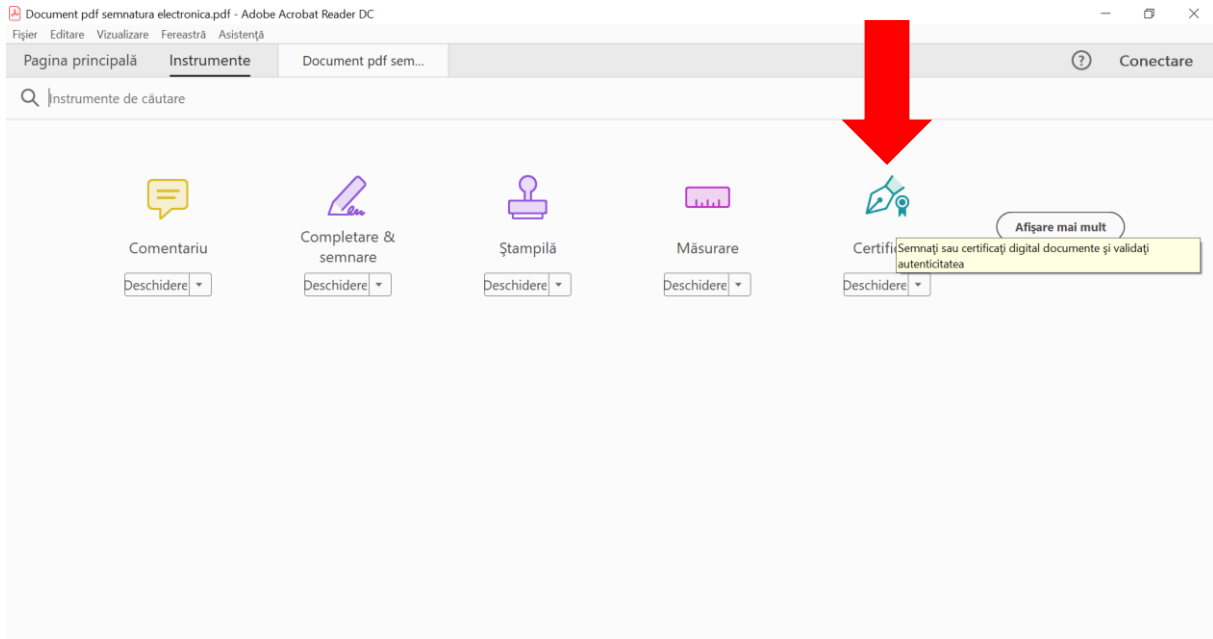 Document pdf semnatura electronica.pdf - Adobe Acrobat Reader DC
Fișier Editare Vizualizare Fereastră Asistență
Pagina principală Instrumente Document pdf sem... Conectare
Instrumente de căutare
Comentariu
Deschidere
Completare &
semnare
Deschidere
Ștampilă
Deschidere
Măsurare
Deschidere
Deschidere
Afișare mai mult
Semnați sau certificați digital documente și validați
autenticitatea